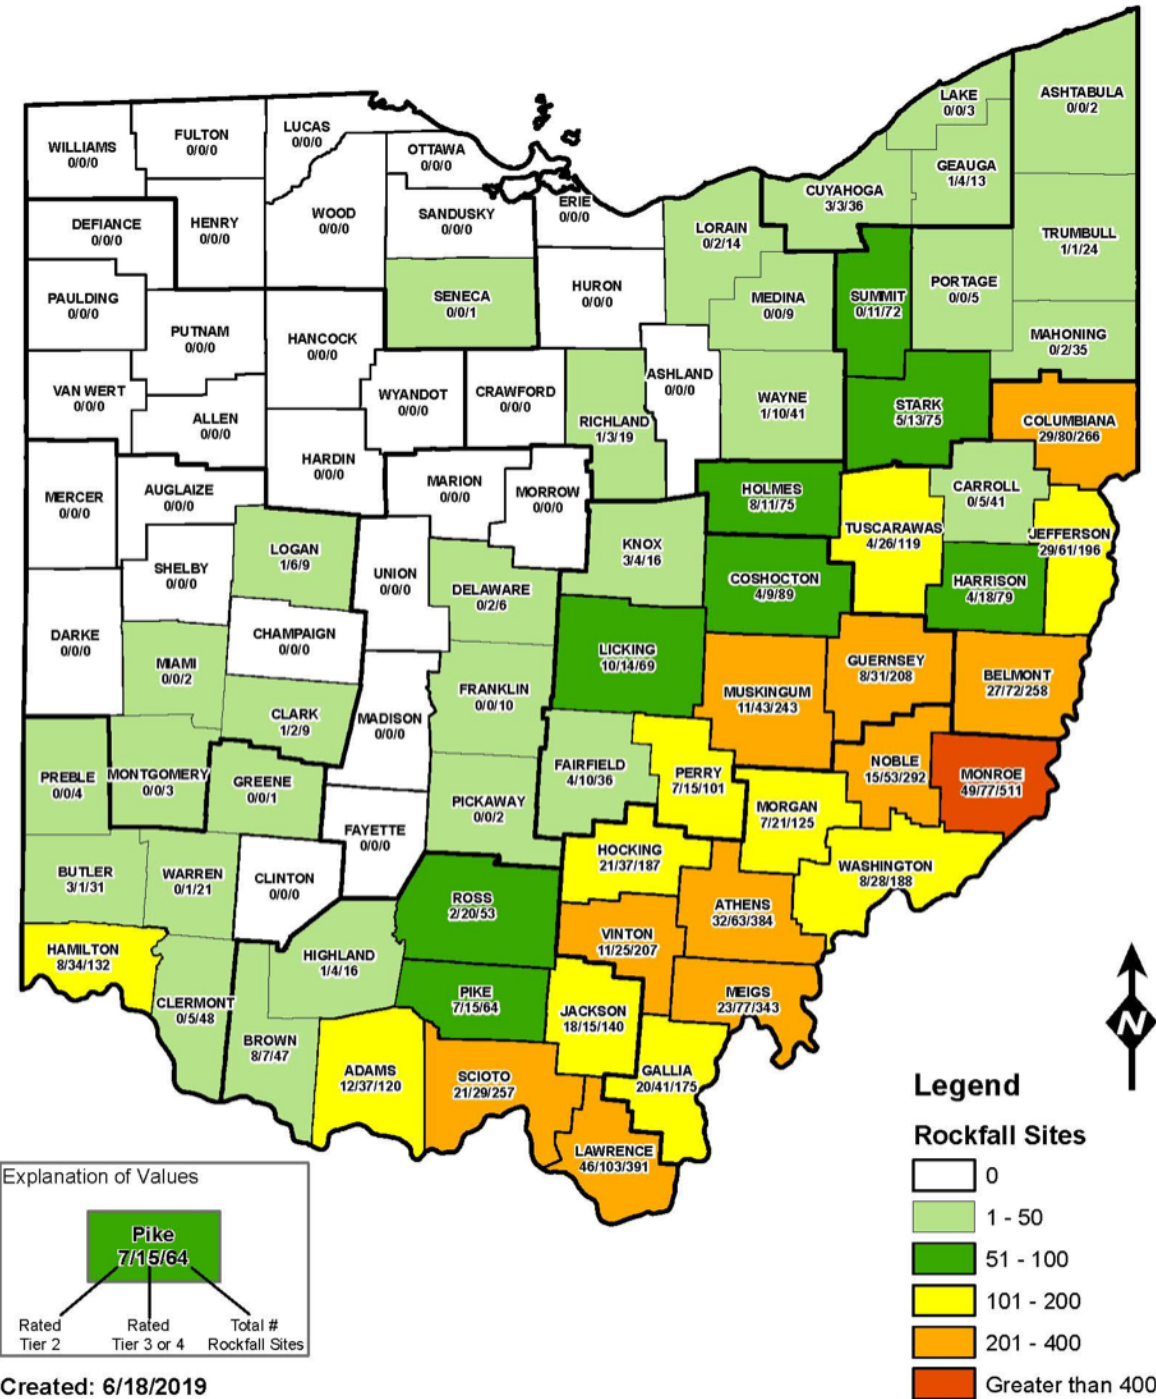 WILLIAMS
0/0/0
FULTON
0/0/0
LUCAS
0/0/0
OTTAWA
0/0/0
LAKE
0/0/3
ASHTABULA
0/0/2
GEAUGA
1/4/13
CUYAHOGA
3/3/36
DEFIANCE
0/0/0
HENRY
0/0/0
WOOD
0/0/0
SANDUSKY
0/0/0
ERIE
0/0/0
LORAIN
0/2/14
TRUMBULL
1/1/24
PAULDING
0/0/0
PUTNAM
0/0/0
HANCOCK
0/0/0
SENECA
0/0/1
HURON
0/0/0
MEDINA
0/0/9
SUMMIT
0/11/72
PORTAGE
0/0/5
MAHONING
0/2/35
VAN WERT
0/0/0
ALLEN
0/0/0
WYANDOT
0/0/0
CRAWFORD
0/0/0
RICHLAND
1/3/19
ASHLAND
0/0/0
WAYNE
1/10/41
STARK
5/13/75
COLUMBIANA
29/80/266
MERCER
0/0/0
AUGLAIZE
0/0/0
HARDIN
0/0/0
MARION
0/0/0
MORROW
0/0/0
HOLMES
8/11/75
CARROLL
0/5/41
TUSCARAWAS
4/26/119
JEFFERSON
29/61/196
LOGAN
1/6/9
SHELBY
0/0/0
UNION
0/0/0
DELAWARE
0/2/6
KNOX
3/4/16
COSHOCTON
4/9/89
HARRISON
4/18/79
DARKE
0/0/0
MIAMI
0/0/2
CHAMPAIGN
0/0/0
CLARK
1/2/9
MADISON
0/0/0
FRANKLIN
0/0/10
LICKING
10/14/69
MUSKINGUM
11/43/243
GUERNSEY
8/31/208
BELMONT
27/72/258
PREBLE
0/0/4
MONTGOMERY
0/0/3
GREENE
0/0/1
FAYETTE
0/0/0
PICKAWAY
0/0/2
FAIRFIELD
4/10/36
PERRY
7/15/101
MORGAN
7/21/125
NOBLE
15/53/292
MONROE
49/77/511
BUTLER
3/1/31
WARREN
0/1/21
CLINTON
0/0/0
ROSS
2/20/53
HOCKING
21/37/187
ATHENS
32/63/384
WASHINGTON
8/28/188
HAMILTON
8/34/132
CLERMONT
0/5/48
HIGHLAND
1/4/16
BROWN
8/7/47
PIKE
7/15/64
VINTON
11/25/207
JACKSON
18/15/140
MEIGS
23/77/343
ADAMS
12/37/120
SCIOTO
21/29/257
GALLIA
20/41/175
LAWRENCE
46/103/391
N
Legend
Rockfall Sites
0
1 - 50
51 - 100
101 - 200
201 - 400
Greater than 400
Explanation of Values
Pike
7/15/64
Rated
Tier 2
Rated
Tier 3 or 4
Total #
Rockfall Sites
Created: 6/18/2019